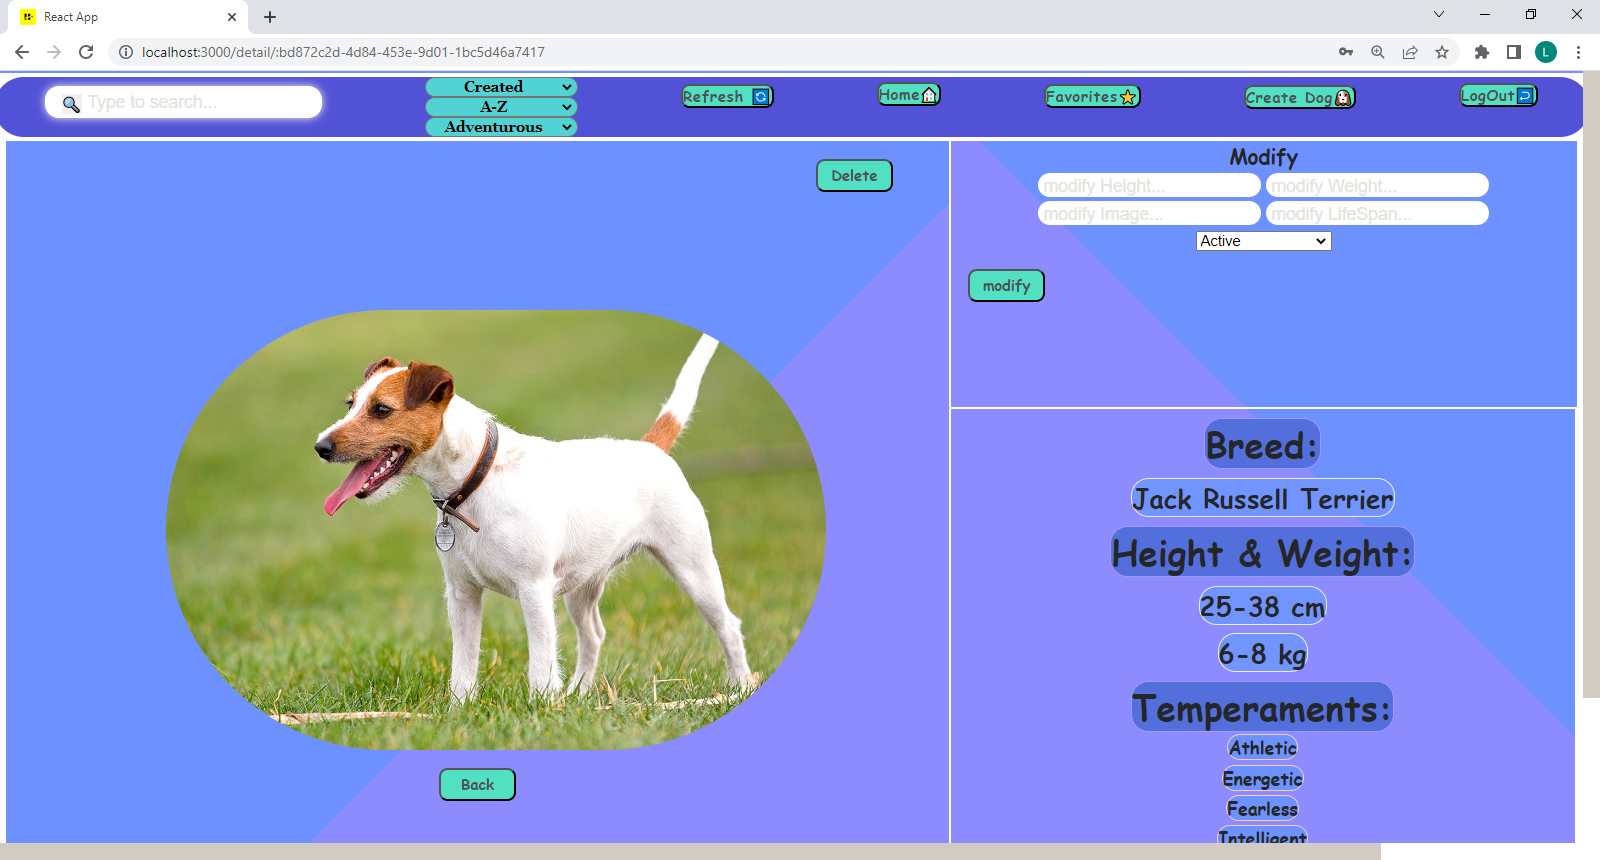 React App
localhost:3000/detail/:bd872c2d-4d84-453e-9d01-1bc5d46a7417
L
Type to search...
Created
A-Z
Adventurous
Refresh
Home
Favorites
Create Dog
LogOut
Delete
Modify
modify Height...
modify Weight...
modify Image...
modify LifeSpan...
Active
modify
Breed:
Jack Russell Terrier
Height & Weight:
25-38 cm
6-8 kg
Temperaments:
Athletic
Energetic
Fearless
Intelligent
Back